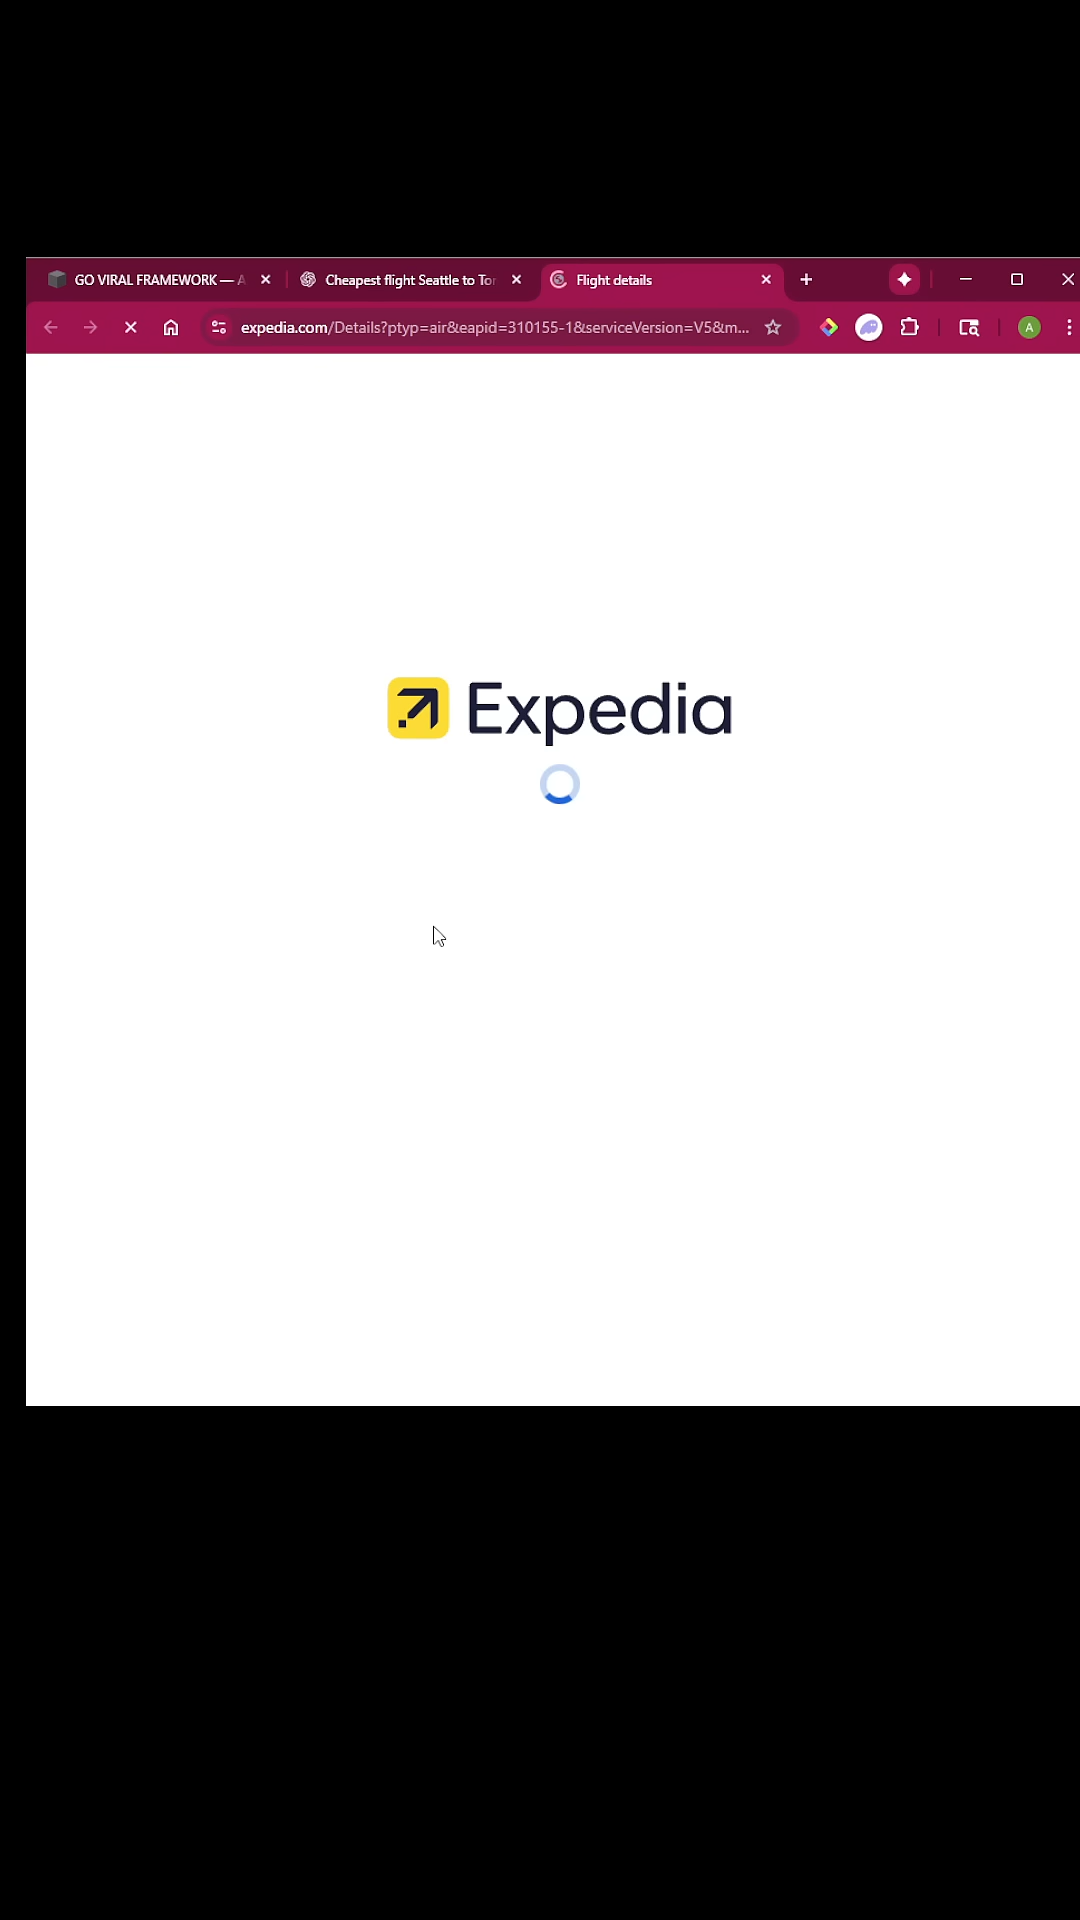 GO VIRAL FRAMEWORK —
Cheapest flight Seattle to Tor
Flight details
expedia.com/Details?ptyp=air&eapid=310155-1&serviceVersion=V5&m...
A
Expedia